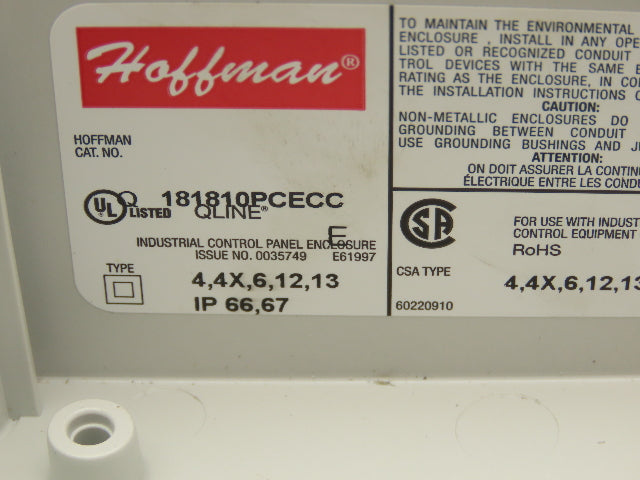 Hoffman®
HOFFMAN
CAT. NO.
Q 181810PCECC
E
UL LISTED QLINE®
INDUSTRIAL CONTROL PANEL ENCLOSURE
ISSUE NO. 0035749 E61997
TYPE
4,4X,6,12,13
IP 66,67
TO MAINTAIN THE ENVIRONMENTAL
ENCLOSURE , INSTALL IN ANY
LISTED OR RECOGNIZED CONDUIT
TROL DEVICES WITH THE SAME
RATING AS THE ENCLOSURE, IN
THE INSTALLATION INSTRUCTIONS
CAUTION:
NON-METALLIC ENCLOSURES DO
GROUNDING BETWEEN CONDUIT
USE GROUNDING BUSHINGS AND
ATTENTION:
ON DOIT ASSURER LA
ÉLECTRIQUE ENTRE LES
CSA
FOR USE WITH
CONTROL EQUIPMENT
RoHS
CSA TYPE
4,4X,6,12,13
60220910